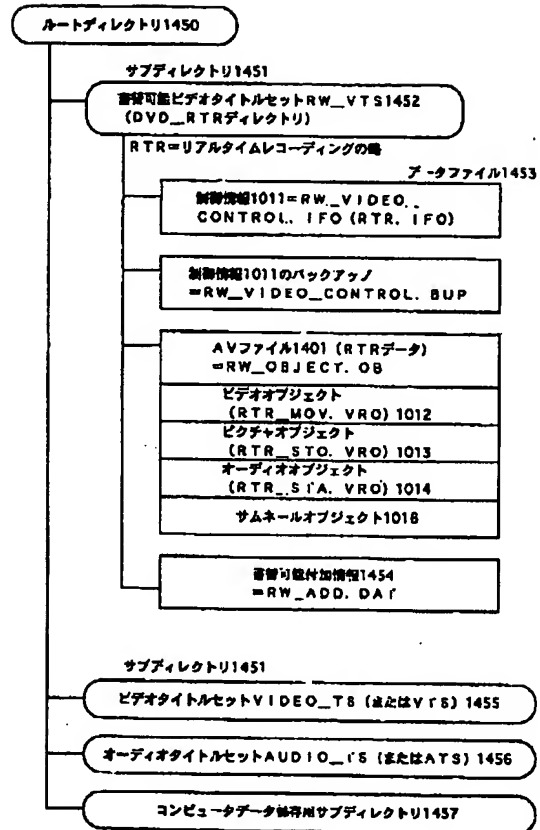 ルートディレクトリ1450
サブディレクトリ1451
書替可能ビデオタイトルセットRW__VTS1452
(DVD__RTRディレクトリ)
RTR=リアルタイムレコーディングの略
データファイル1453
制御情報1011=RW__VIDEO__
CONTROL. IFO (RTR. IFO)
制御情報1011のバックアップ
=RW__VIDEO__CONTROL. BUP
AVファイル1401 (RTRデータ)
=RW__OBJECT. OB
ビデオオブジェクト
(RTR__MOV. VRO) 1012
ピクチャオブジェクト
(RTR__STO. VRO) 1013
オーディオオブジェクト
(RTR__STA. VRO) 1014
サムネールオブジェクト1016
書替可能付加情報1454
=RW__ADD. DAT
サブディレクトリ1451
ビデオタイトルセットVIDEO__TS (またはVTS) 1455
オーディオタイトルセットAUDIO__TS (またはATS) 1456
コンピュータデータ保存用サブディレクトリ1457